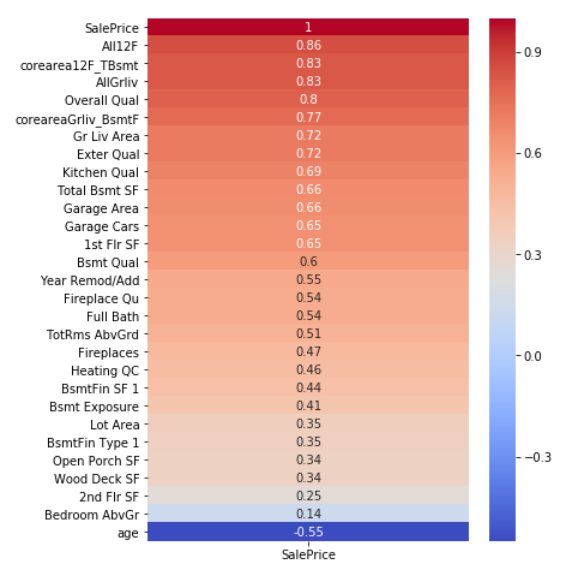 SalePrice 1
All12F 0.86
corearea12F_TBsmt 0.83
AllGrliv 0.83
Overall Qual 0.8
coreareaGrliv_BsmtF 0.77
Gr Liv Area 0.72
Exter Qual 0.72
Kitchen Qual 0.69
Total Bsmt SF 0.66
Garage Area 0.66
Garage Cars 0.65
1st Flr SF 0.65
Bsmt Qual 0.6
Year Remod/Add 0.55
Fireplace Qu 0.54
Full Bath 0.54
TotRms AbvGrd 0.51
Fireplaces 0.47
Heating QC 0.46
BsmtFin SF 1 0.44
Bsmt Exposure 0.41
Lot Area 0.35
BsmtFin Type 1 0.35
Open Porch SF 0.34
Wood Deck SF 0.34
2nd Flr SF 0.25
Bedroom AbvGr 0.14
age -0.55
SalePrice
0.9
0.6
0.3
0.0
−0.3